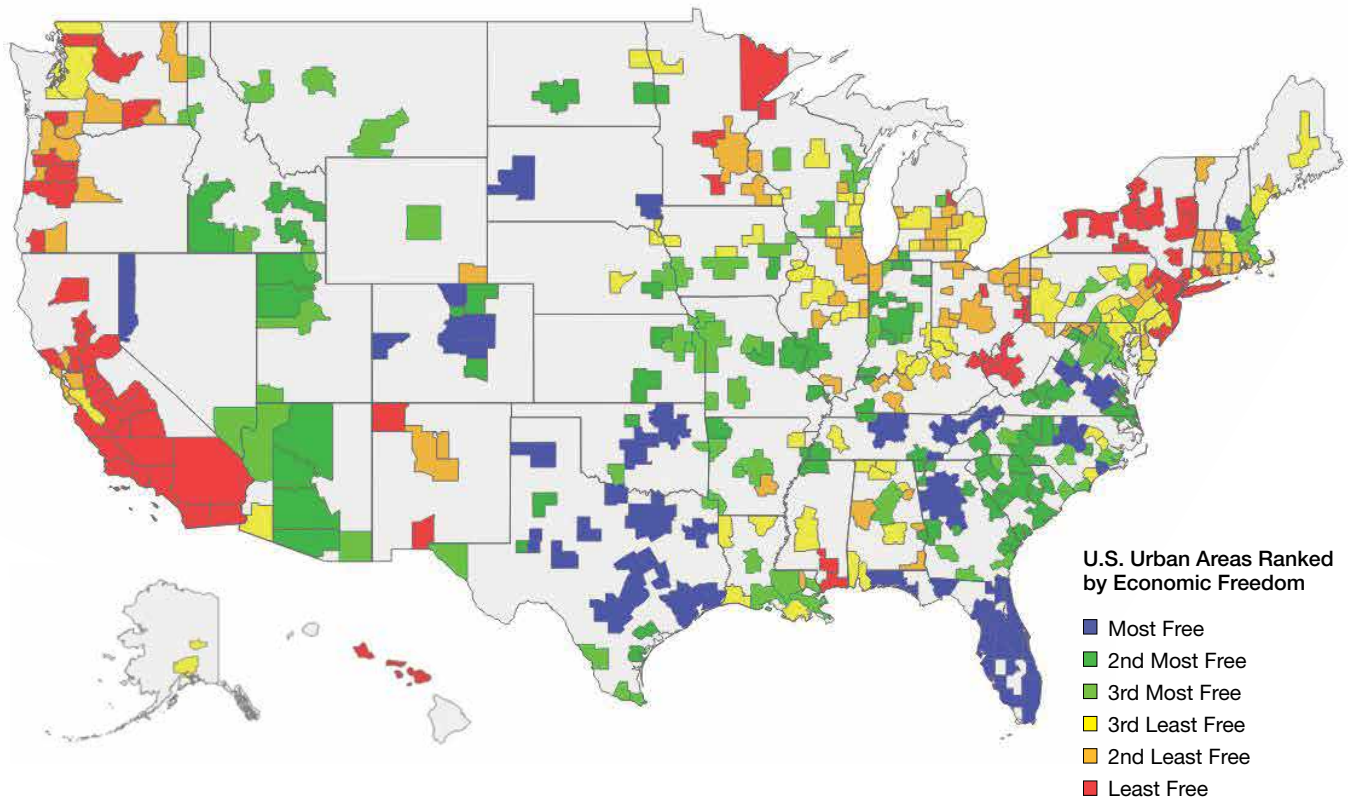 U.S. Urban Areas Ranked
by Economic Freedom
Most Free
2nd Most Free
3rd Most Free
3rd Least Free
2nd Least Free
Least Free